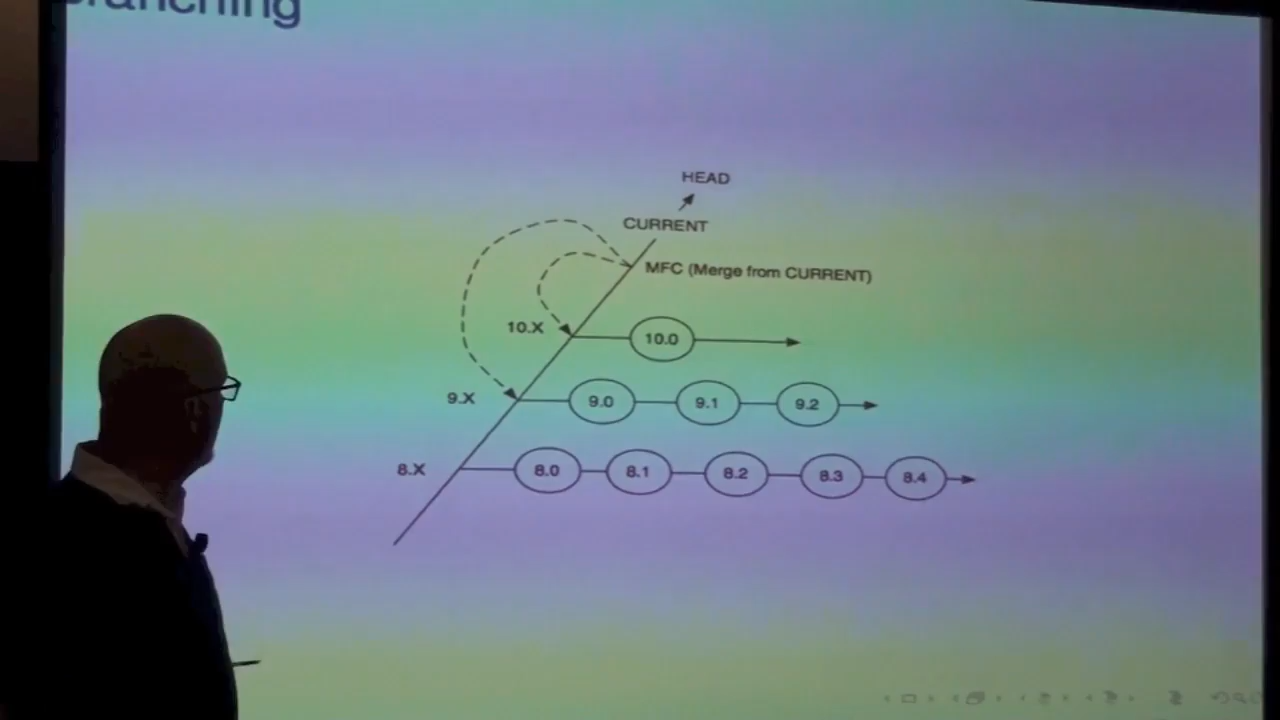 Branching
HEAD
CURRENT
MFC (Merge from CURRENT)
10.X
10.0
9.X
9.0
9.1
9.2
8.X
8.0
8.1
8.2
8.3
8.4